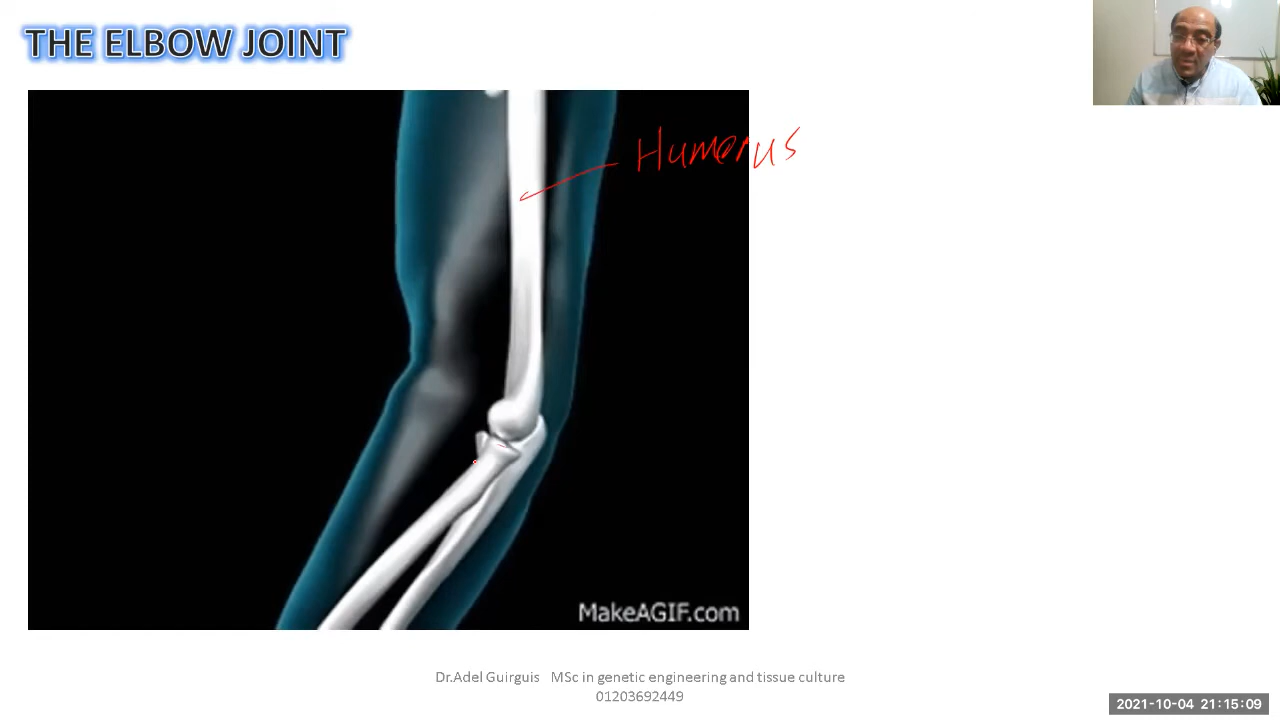 THE ELBOW JOINT
Humerus
MakeAGIF.com
Dr.Adel Guirguis MSc in genetic engineering and tissue culture
01203692449
2021-10-04 21:15:09